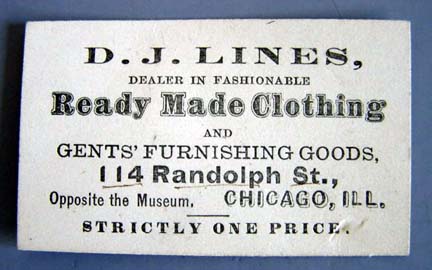 D. J. LINES,
DEALER IN FASHIONABLE
Ready Made Clothing
AND
GENTS' FURNISHING GOODS,
114 Randolph St.,
Opposite the Museum. CHICAGO, ILL.
STRICTLY ONE PRICE.